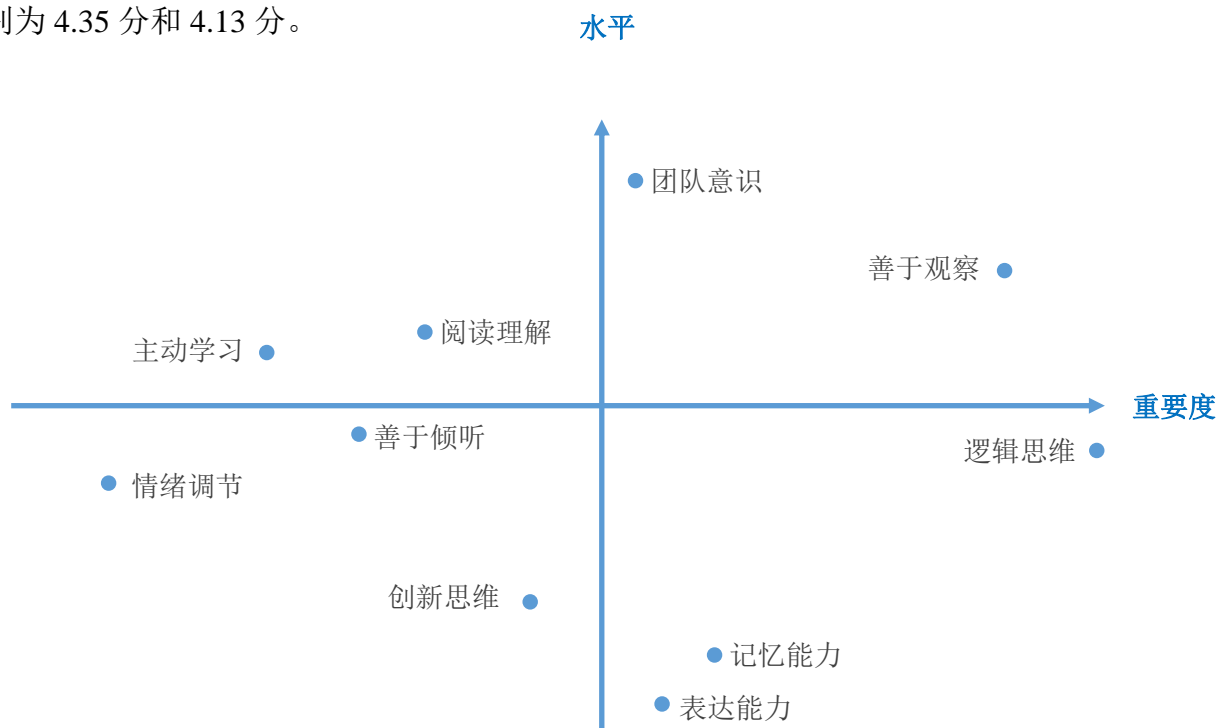 为 4.35 分和 4.13 分。
水平
团队意识
善于观察
阅读理解
主动学习
重要度
善于倾听
逻辑思维
情绪调节
创新思维
记忆能力
表达能力